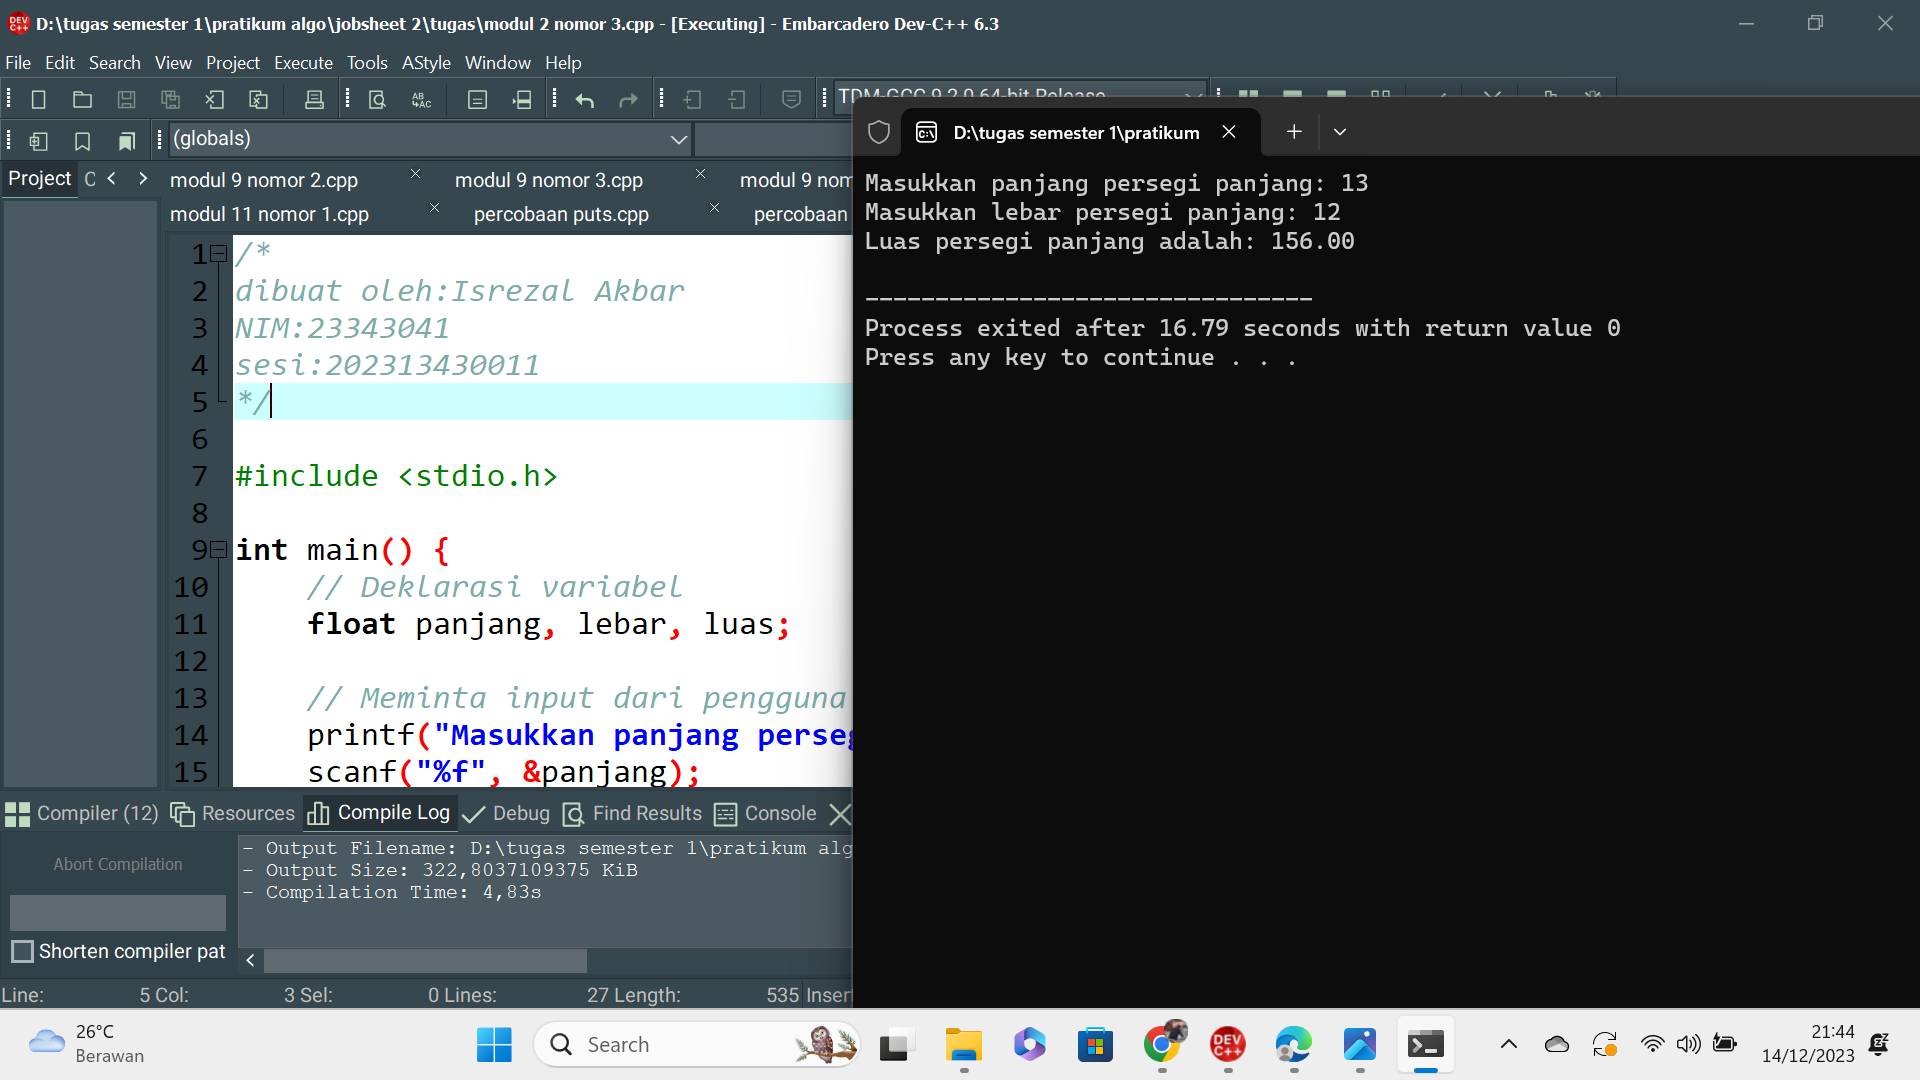 D:\tugas semester 1\pratikum algo\jobsheet 2\tugas\modul 2 nomor 3.cpp - [Executing] - Embarcadero Dev-C++ 6.3
File Edit Search View Project Execute Tools AStyle Window Help
TDM-GCC 9.2.0 64-bit Release
(globals)
Project
modul 9 nomor 2.cpp modul 9 nomor 3.cpp modul 9 nom
modul 11 nomor 1.cpp percobaan puts.cpp percobaan
1 /*
2 dibuat oleh:Isrezal Akbar
3 NIM:23343041
4 sesi:202313430011
5 */
6
7 #include <stdio.h>
8
9 int main() {
10 // Deklarasi variabel
11 float panjang, lebar, luas;
12
13 // Meminta input dari pengguna
14 printf("Masukkan panjang perseg
15 scanf("%f", &panjang);
Compiler (12) Resources Compile Log Debug Find Results Console
Abort Compilation
Shorten compiler pat
- Output Filename: D:\tugas semester 1\pratikum alg
- Output Size: 322,8037109375 KiB
- Compilation Time: 4,83s
Line: 5 Col: 3 Sel: 0 Lines: 27 Length: 535 Inser
D:\tugas semester 1\pratikum
Masukkan panjang persegi panjang: 13
Masukkan lebar persegi panjang: 12
Luas persegi panjang adalah: 156.00
--------------------------------
Process exited after 16.79 seconds with return value 0
Press any key to continue . . .
26°C
Berawan
Search
DEV C++
21:44
14/12/2023